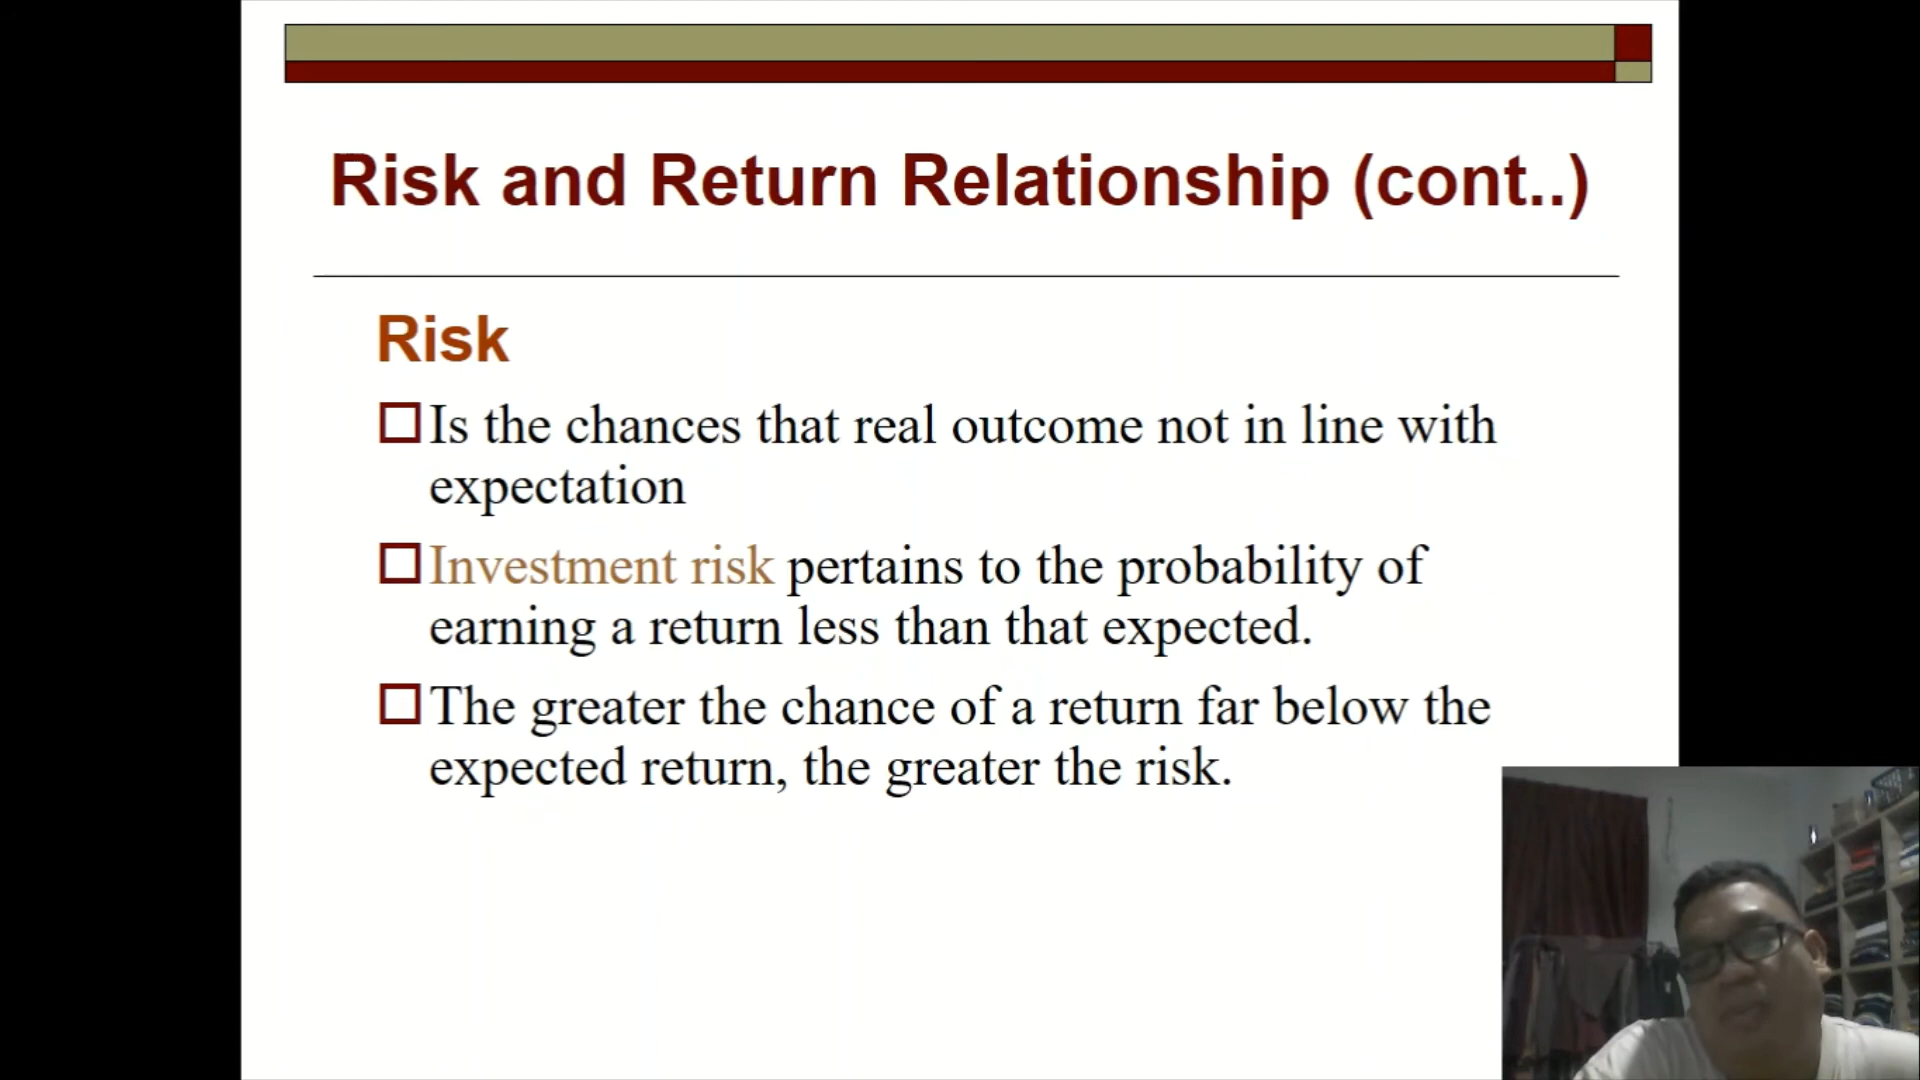 Risk and Return Relationship (cont..)
Risk
Is the chances that real outcome not in line with
expectation
Investment risk pertains to the probability of
earning a return less than that expected.
The greater the chance of a return far below the
expected return, the greater the risk.